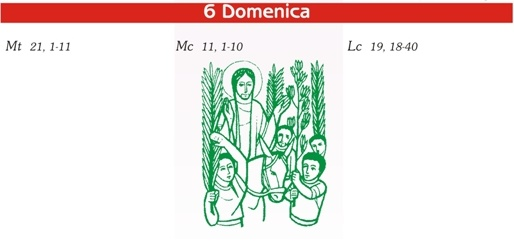 6 Domenica
Mt 21, 1-11
Mc 11, 1-10
Lc 19, 18-40